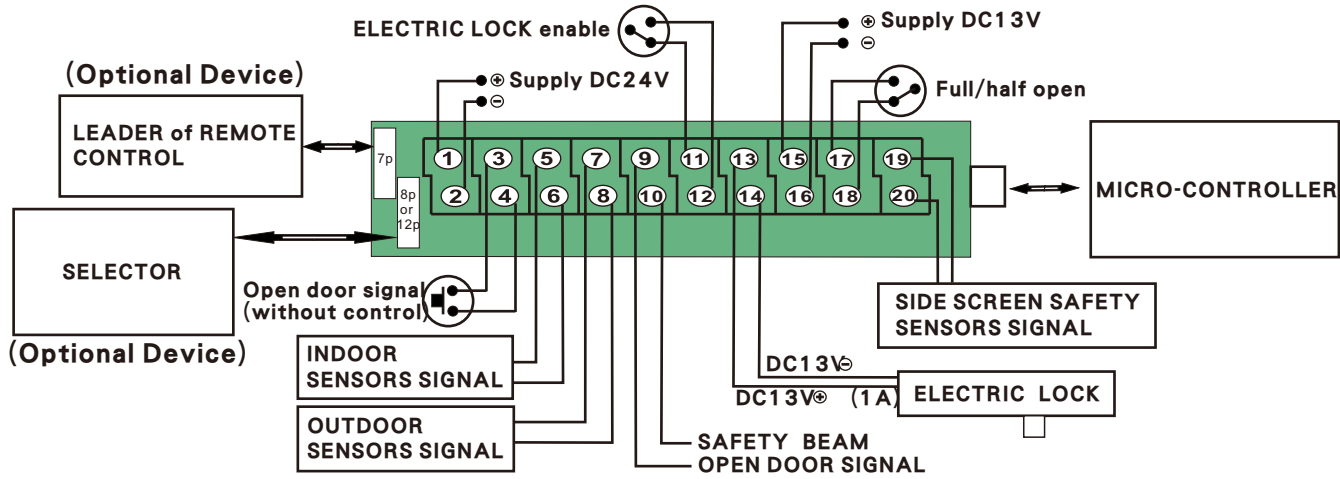 ELECTRIC LOCK enable
⊕ Supply DC13V
⊖
(Optional Device)
⊕ Supply DC24V
⊖
Full/half open
LEADER of REMOTE
CONTROL
7p
8p
or
12p
1 3 5 7 9 11 13 15 17 19
2 4 6 8 10 12 14 16 18 20
MICRO-CONTROLLER
SELECTOR
(Optional Device)
Open door signal
(without control)
SIDE SCREEN SAFETY
SENSORS SIGNAL
INDOOR
SENSORS SIGNAL
DC13V⊖
DC13V⊕ (1A)
ELECTRIC LOCK
OUTDOOR
SENSORS SIGNAL
SAFETY BEAM
OPEN DOOR SIGNAL